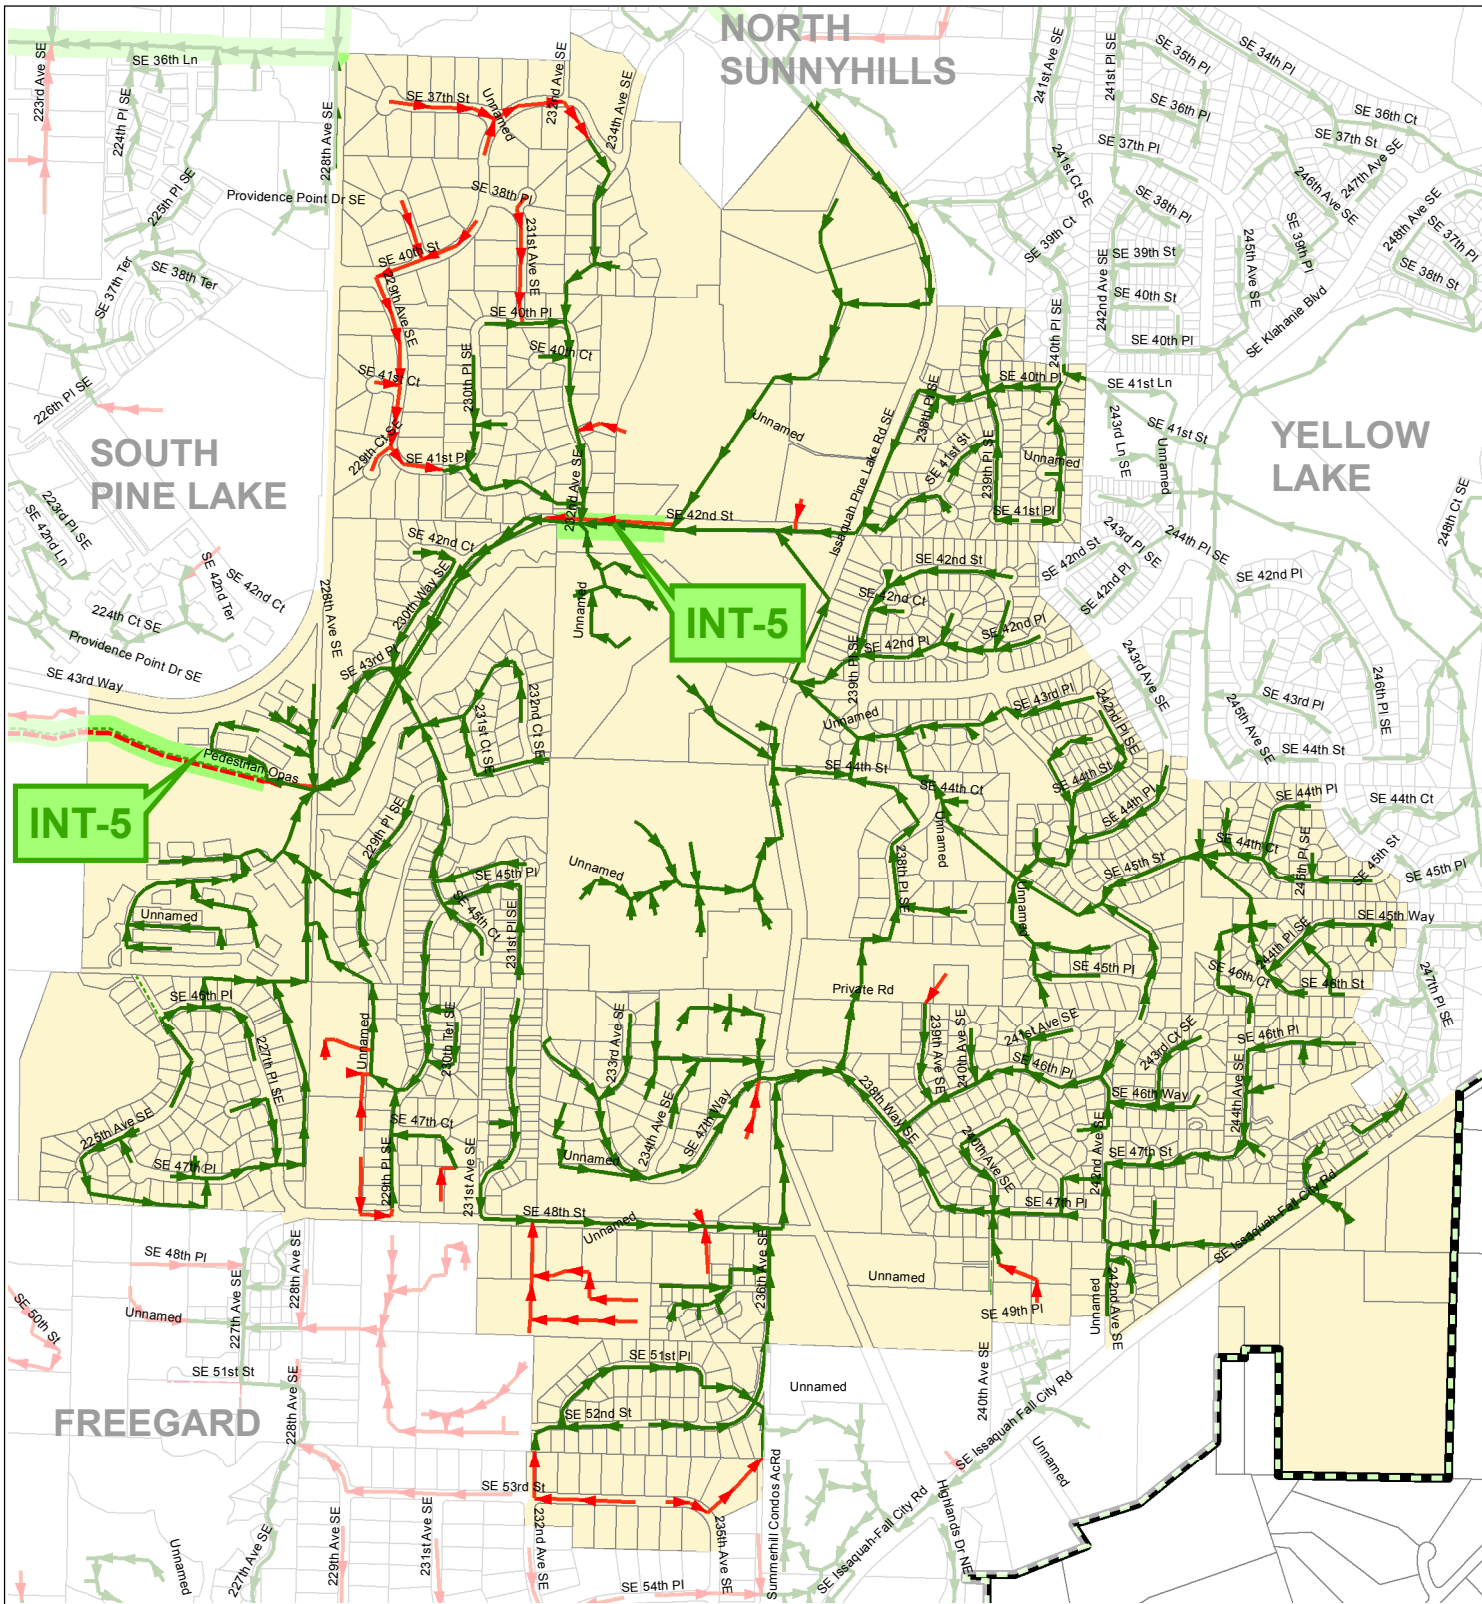 NORTH
SUNNYHILLS
SE 36th Ln
223rd Ave SE
224th Pl SE
228th Ave SE
225th Pl SE
Providence Point Dr SE
SE 37th Ter
SE 38th Ter
226th Pl SE
SE 37th St
Unnamed
232nd Ave SE
234th Ave SE
SE 38th Pl
231st Ave SE
SE 40th St
229th Ave SE
SE 40th Pl
SE 40th Ct
SE 41st Ct
230th Pl SE
229th Ct SE
SE 41st Pl
232nd Ave SE
241st Ave SE
241st Pl SE
SE 35th Pl
SE 34th Pl
SE 36th Pl
SE 36th Ct
SE 37th St
SE 37th Pl
241st Ct SE
246th Ave SE
247th Ave SE
SE 38th Pl
SE 39th Ct
SE 39th St
SE 39th Pl
245th Ave SE
248th Ave SE
SE 37th Pl
SE 38th St
242nd Ave SE
SE 40th St
SE 40th Pl
SE Klahanie Blvd
240th Pl SE
SE 41st Ln
SE 41st St
243rd Ln SE
Unnamed
YELLOW
LAKE
SOUTH
PINE LAKE
223rd Pl SE
SE 42nd Ln
SE 42nd Ter
SE 42nd Ct
224th Ct SE
Providence Point Dr SE
SE 43rd Way
228th Ave SE
SE 42nd Ct
230th Way SE
SE 43rd Pl
Unnamed
SE 42nd St
INT-5
Unnamed
Issaquah Pine Lake Rd SE
238th Pl SE
SE 40th Pl
SE 41st St
239th Pl SE
Unnamed
SE 41st Pl
SE 42nd St
SE 42nd Ct
SE 42nd Pl
SE 42nd Pl
239th Pl SE
SE 42nd St
243rd Pl SE
SE 42nd Pl
244th Pl SE
SE 42nd Pl
248th Ct SE
243rd Ave SE
SE 43rd Pl
246th Pl SE
245th Ave SE
SE 44th St
Unnamed
SE 43rd Pl
242nd Pl SE
SE 44th St
SE 44th Ct
SE 44th St
SE 44th Pl
Unnamed
231st Ct SE
232nd Ct SE
Pedestrian Opas
INT-5
229th Pl SE
SE 45th Pl
SE 45th Ct
231st Pl SE
Unnamed
Unnamed
238th Pl SE
SE 45th St
Unnamed
SE 44th Ct
SE 44th Pl
245th Pl SE
SE 44th Ct
SE 45th St
SE 45th Pl
SE 45th Way
244th Pl SE
SE 46th Ct
SE 46th St
247th Pl SE
SE 45th Pl
Private Rd
SE 46th Pl
227th Pl SE
225th Ave SE
SE 47th Pl
Unnamed
230th Ter SE
SE 47th Ct
229th Pl SE
231st Ave SE
233rd Ave SE
234th Ave SE
SE 47th Way
Unnamed
239th Ave SE
240th Ave SE
241st Ave SE
SE 46th Pl
243rd Ct SE
SE 46th Pl
SE 46th Way
244th Ave SE
238th Way SE
240th Ave SE
242nd Ave SE
SE 47th St
SE 47th Pl
SE Issaquah-Fall City Rd
SE 48th St
Unnamed
236th Ave SE
Unnamed
SE 49th Pl
Unnamed
242nd Ave SE
SE 48th Pl
228th Ave SE
227th Ave SE
Unnamed
SE 50th St
SE 51st St
228th Ave SE
FREEGARD
SE 51st Pl
SE 52nd St
Unnamed
240th Ave SE
SE Issaquah Fall City Rd
Unnamed
SE 53rd St
Summerhill Condos AcRd
SE Issaquah-Fall City Rd
Highlands Dr NE
Unnamed
227th Ave SE
229th Ave SE
231st Ave SE
232nd Ave SE
235th Ave SE
SE 54th Pl